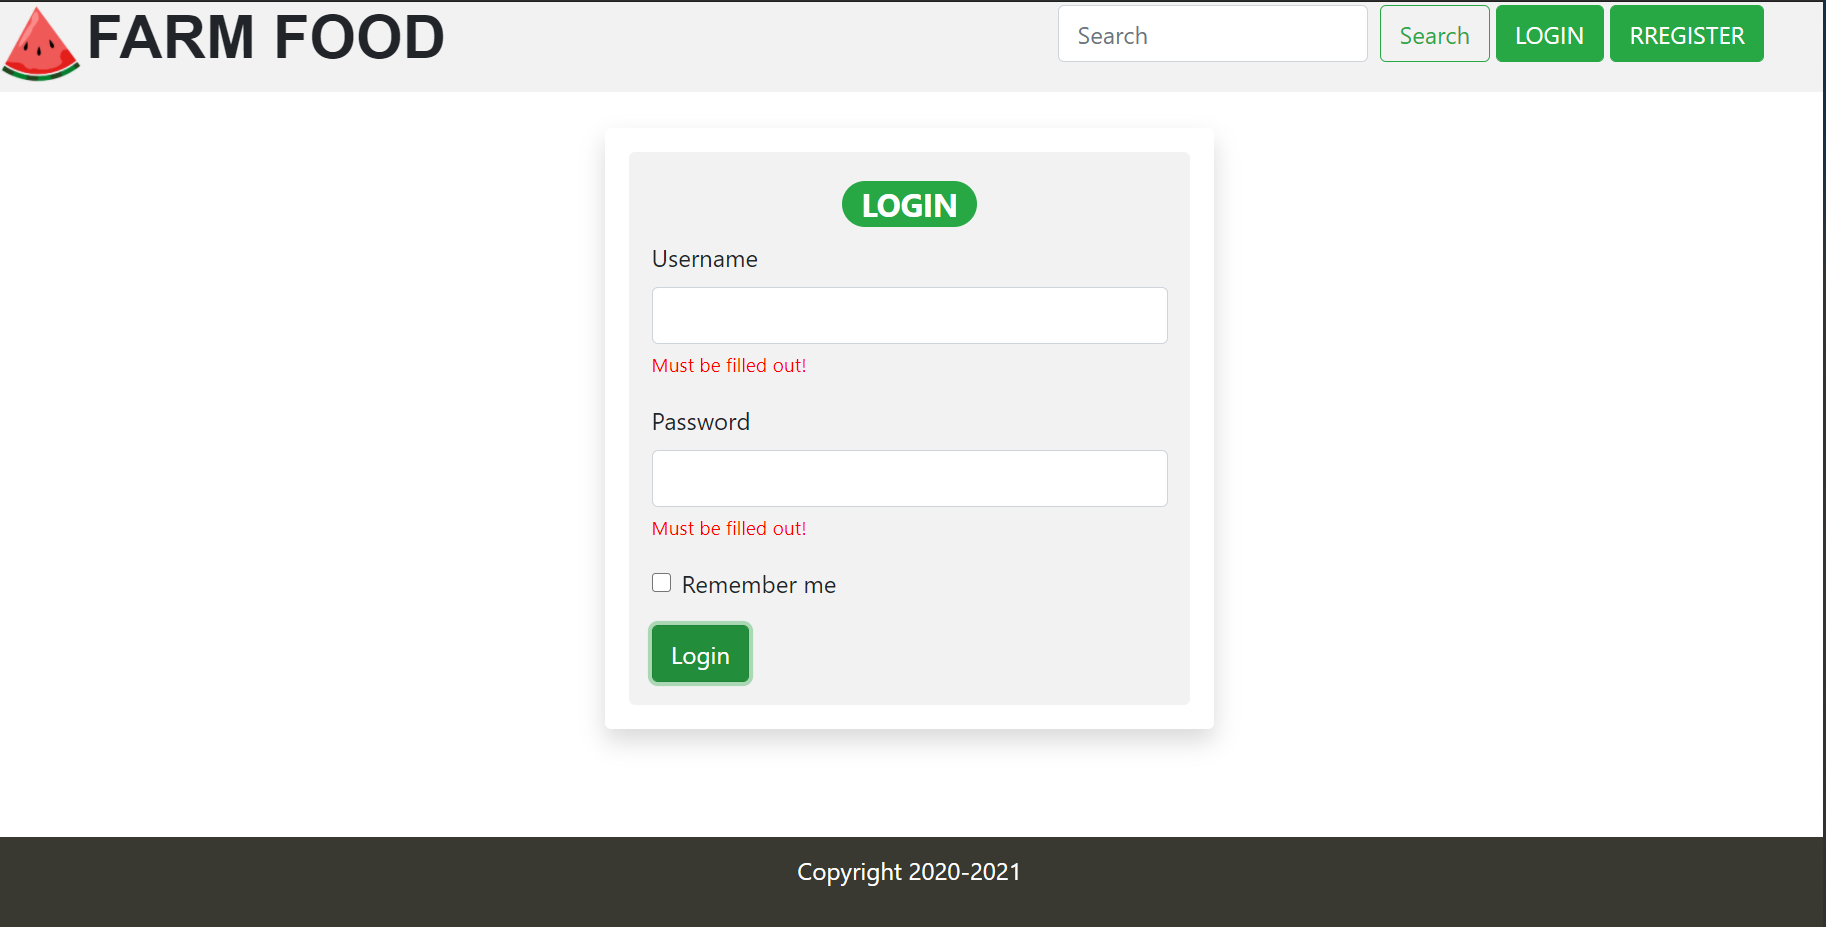 FARM FOOD
Search Search LOGIN RREGISTER
LOGIN
Username
Must be filled out!
Password
Must be filled out!
Remember me
Login
Copyright 2020-2021